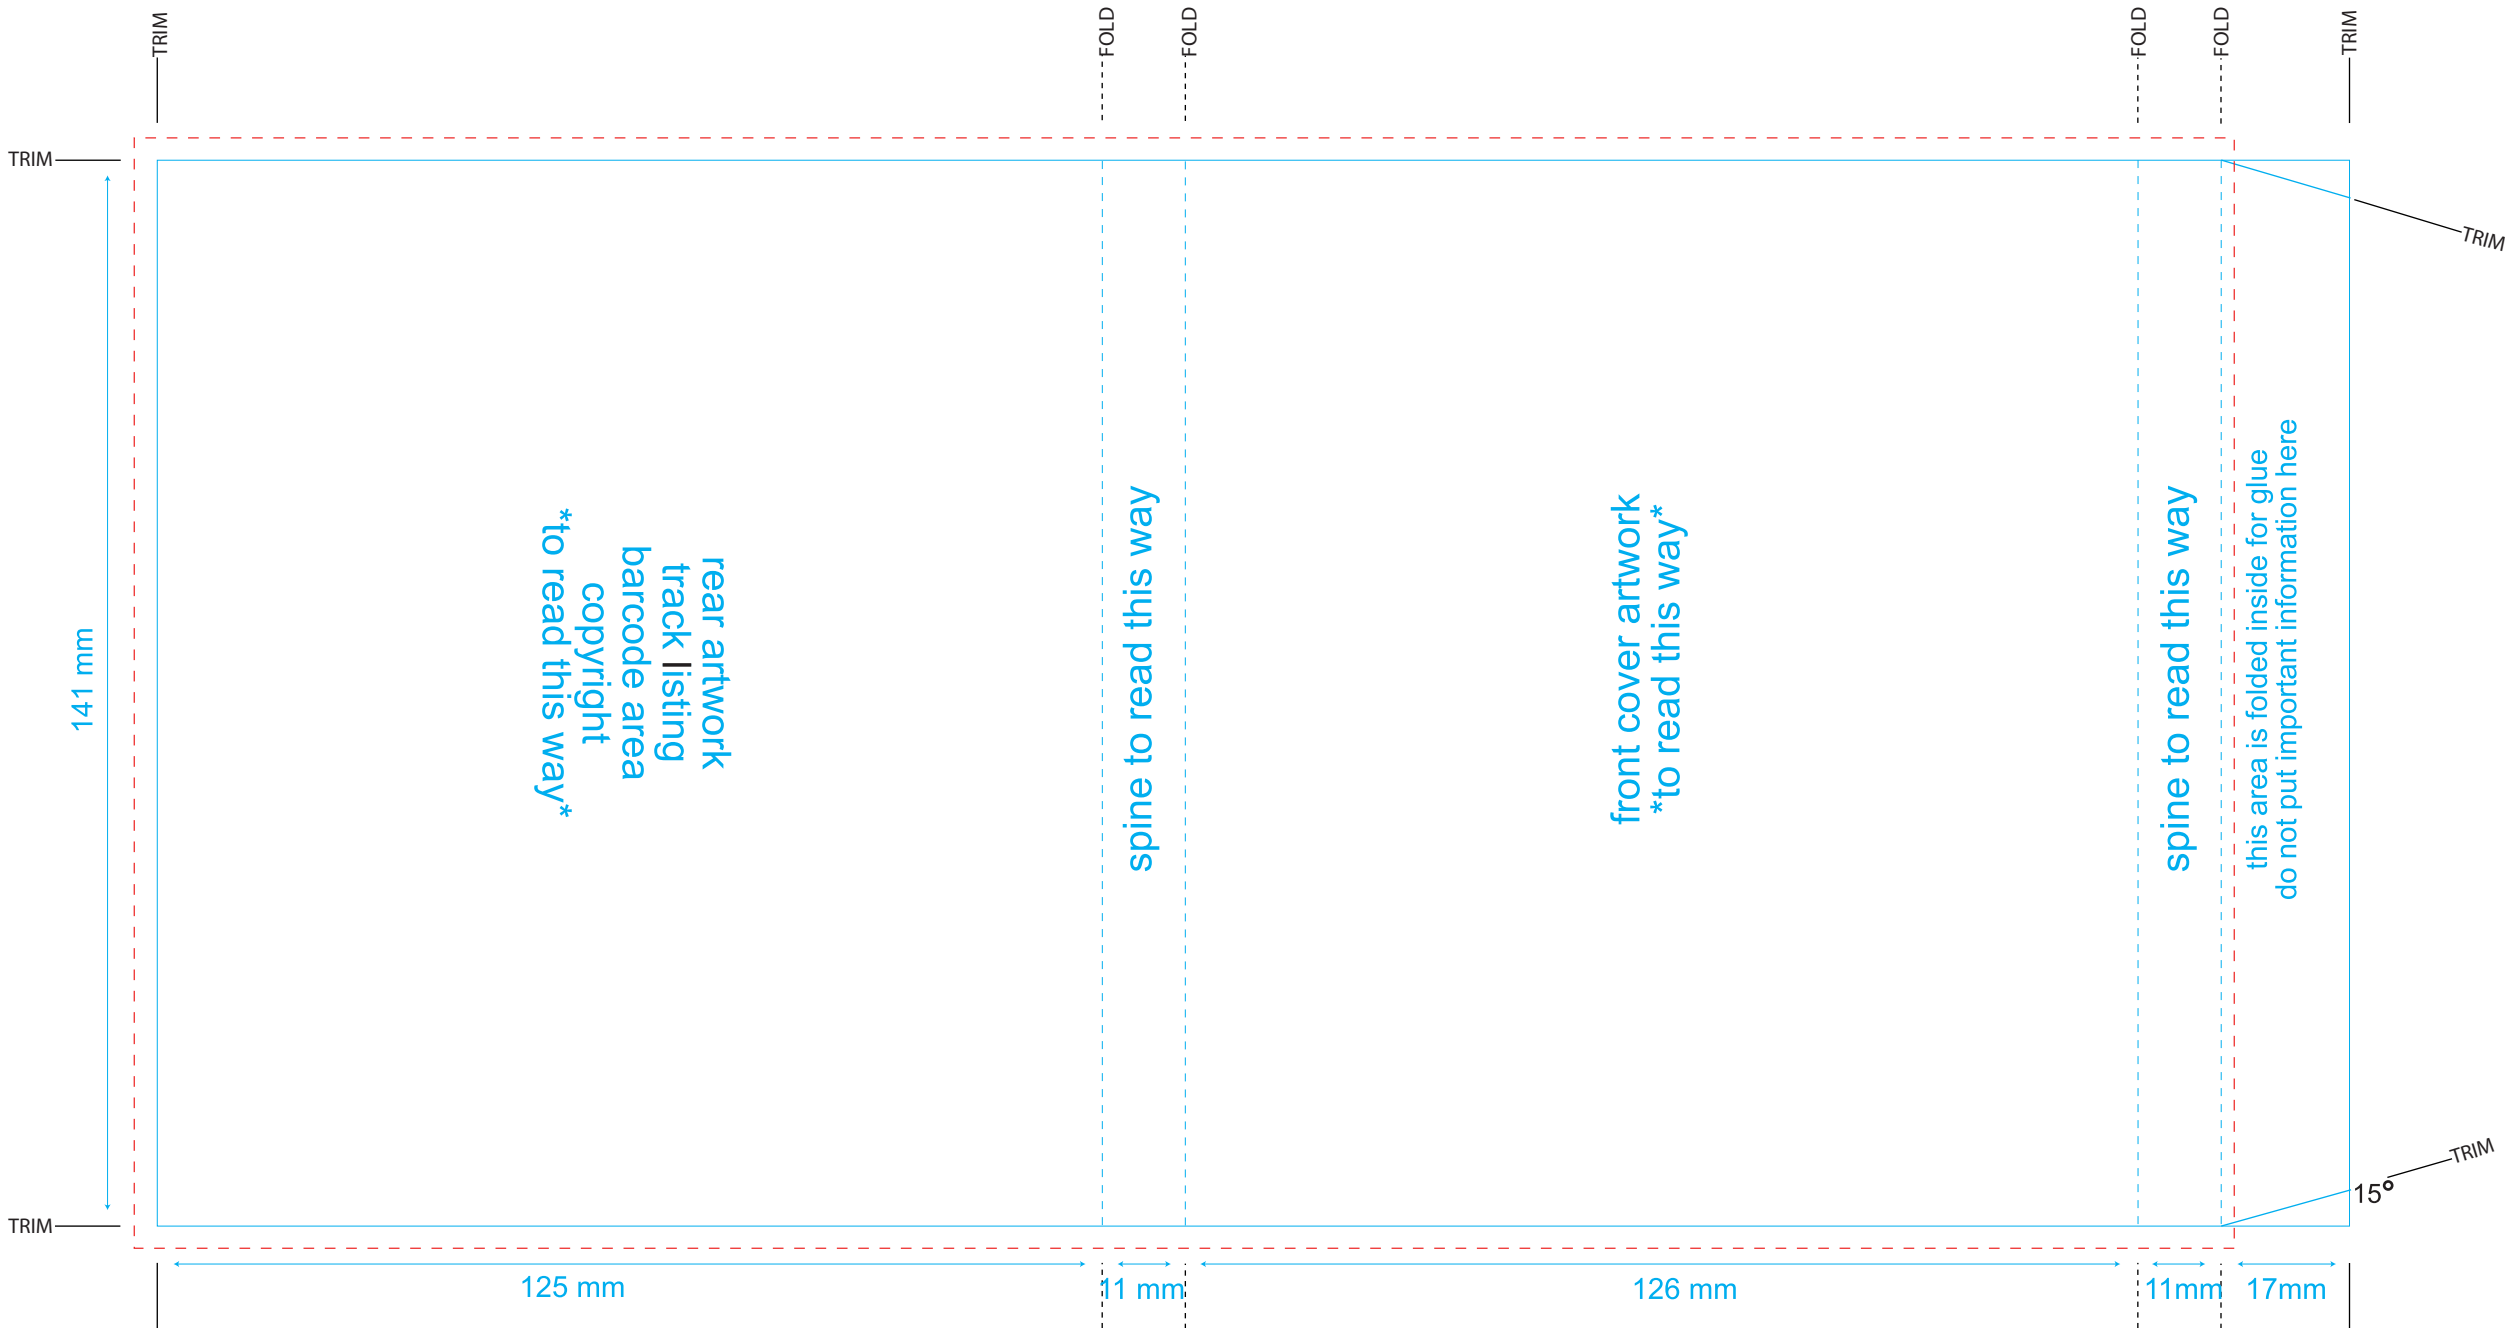 TRIM
FOLD
FOLD
FOLD
FOLD
TRIM
TRIM
TRIM
141 mm
rear artwork
track listing
barcode area
copyright
*to read this way*
spine to read this way
front cover artwork
*to read this way*
spine to read this way
this area is folded inside for glue
do not put important information here
TRIM
15°
TRIM
125 mm
11 mm
126 mm
11mm
17mm